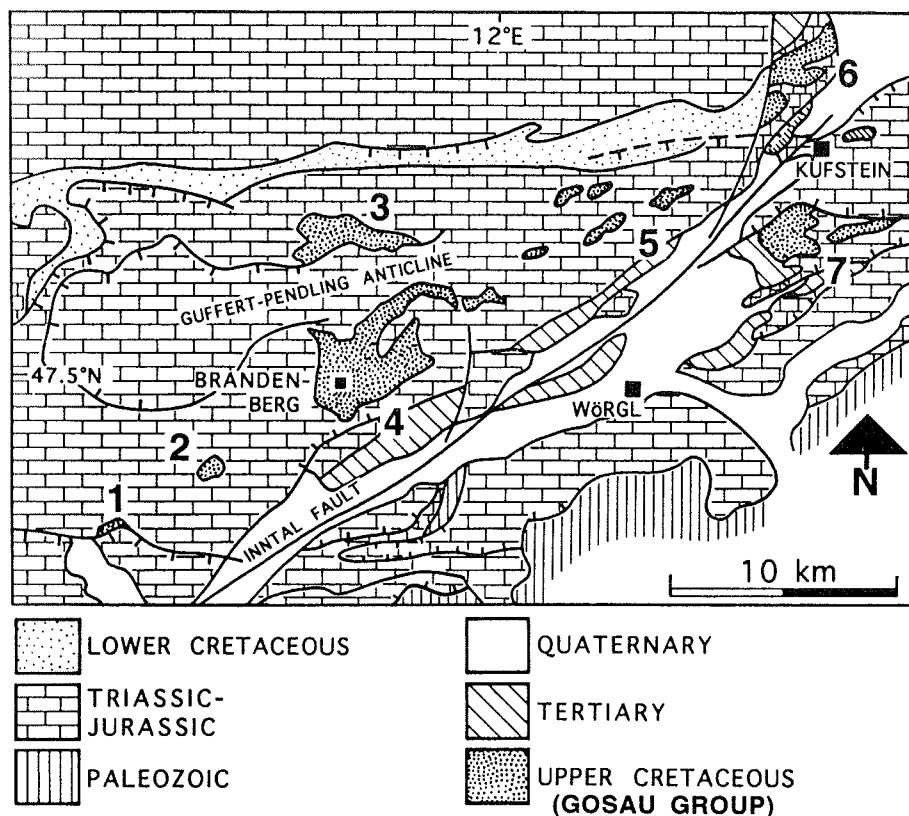 12°E
6
KUFSTEIN
3
5
7
GUFFERT-PENDLING ANTICLINE
47.5°N
BRANDEN-
BERG
WöRGL
4
2
N
1
INNTAL FAULT
10 km
LOWER CRETACEOUS
QUATERNARY
TRIASSIC-
JURASSIC
TERTIARY
PALEOZOIC
UPPER CRETACEOUS
(GOSAU GROUP)